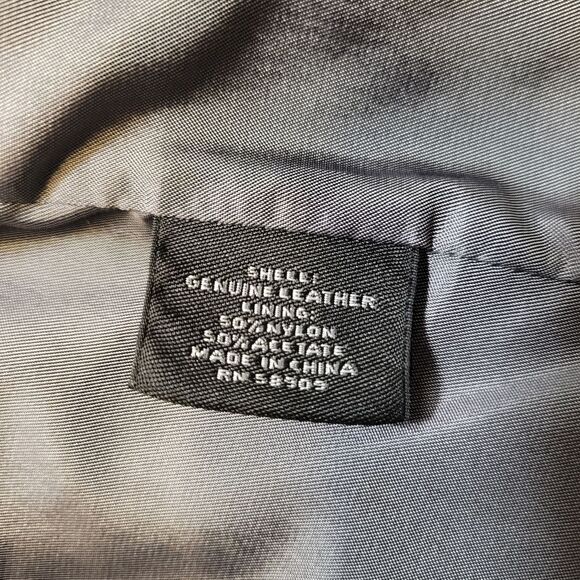 SHELL:
GENUINE LEATHER
LINING:
50% NYLON
50% ACETATE
MADE IN CHINA
RN 58909